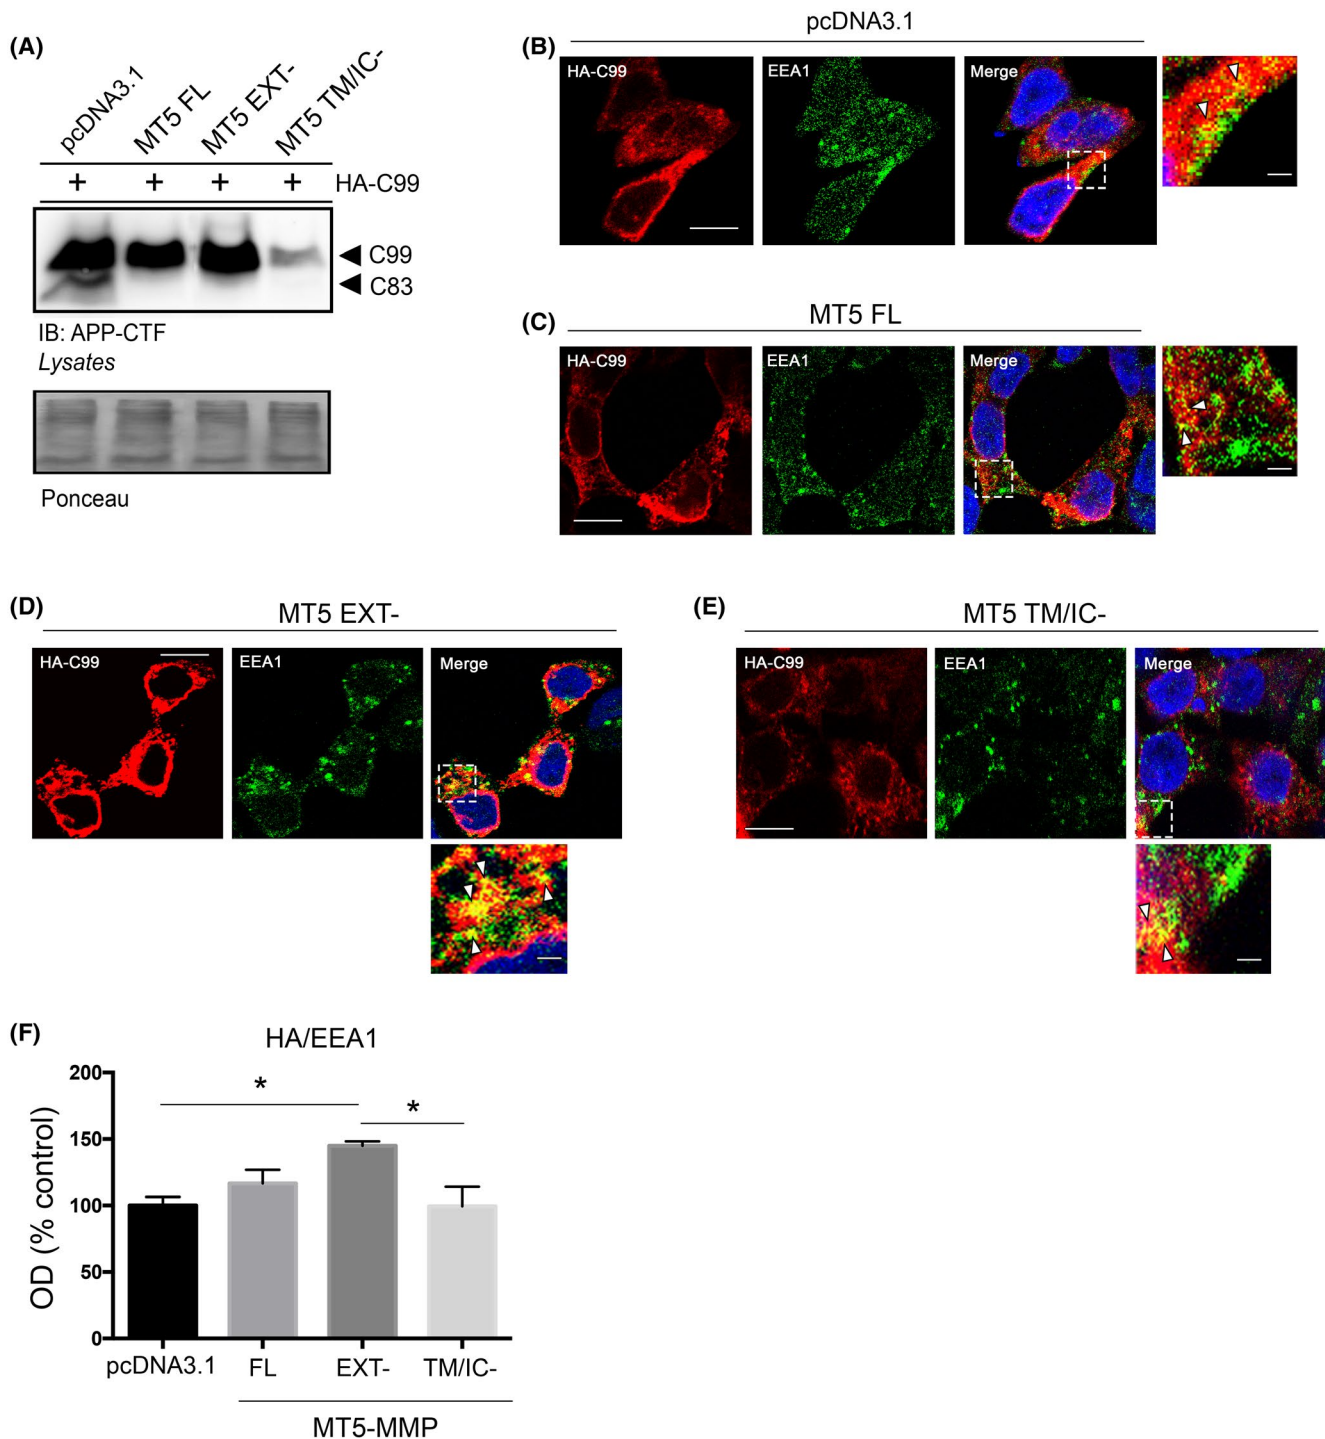 (A)
pcDNA3.1
MT5 FL
MT5 EXT-
MT5 TM/IC-
+ + + + HA-C99
C99
C83
IB: APP-CTF
Lysates
Ponceau
(B)
pcDNA3.1
HA-C99 EEA1 Merge
(C)
MT5 FL
HA-C99 EEA1 Merge
(D)
MT5 EXT-
HA-C99 EEA1 Merge
(E)
MT5 TM/IC-
HA-C99 EEA1 Merge
(F)
HA/EEA1
OD (% control)
200
150
100
50
0
* *
pcDNA3.1 FL EXT- TM/IC-
MT5-MMP